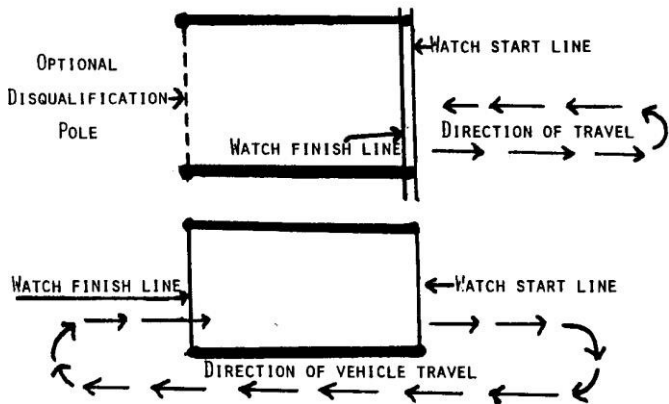 WATCH START LINE
OPTIONAL
DISQUALIFICATION
POLE
WATCH FINISH LINE
DIRECTION OF TRAVEL
WATCH FINISH LINE
WATCH START LINE
DIRECTION OF VEHICLE TRAVEL